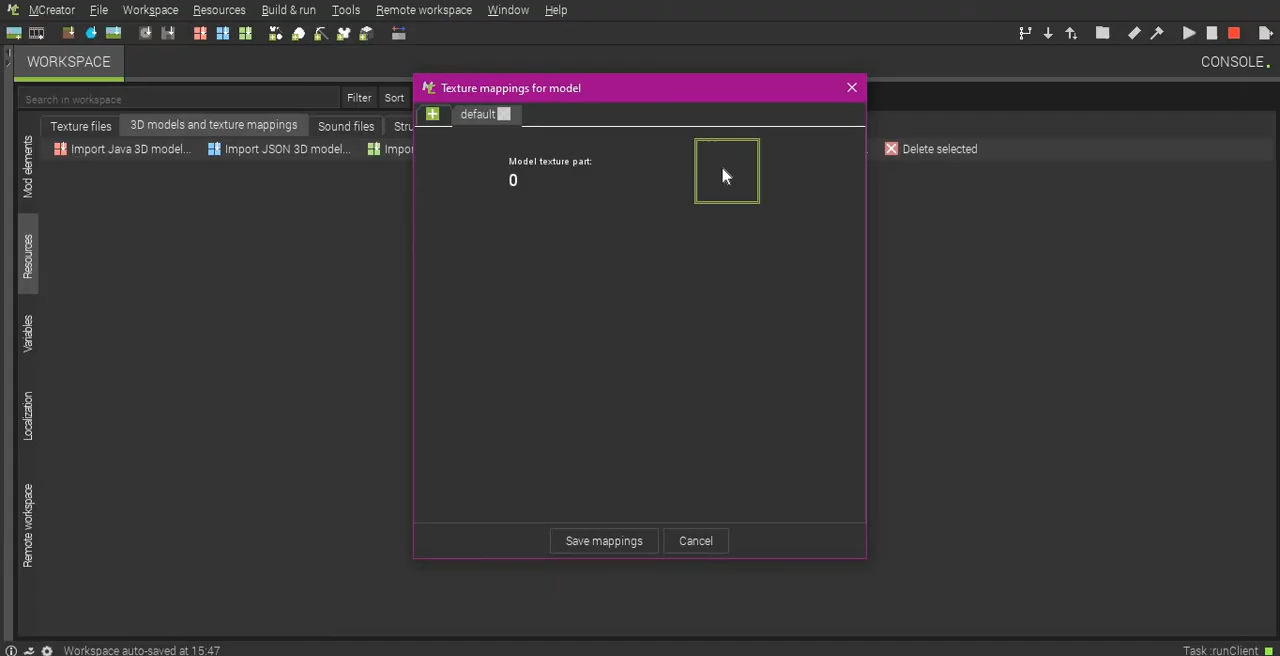 MCreator File Workspace Resources Build & run Tools Remote workspace Window Help
WORKSPACE
CONSOLE.
Search in workspace
Filter Sort
Texture files 3D models and texture mappings Sound files Stru
Import Java 3D model... Import JSON 3D model... Impor
Delete selected
Mod elements
Resources
Variables
Localization
Remote workspace
Texture mappings for model
default
Model texture part:
0
Save mappings Cancel
Workspace auto-saved at 15:47
Task :runClient